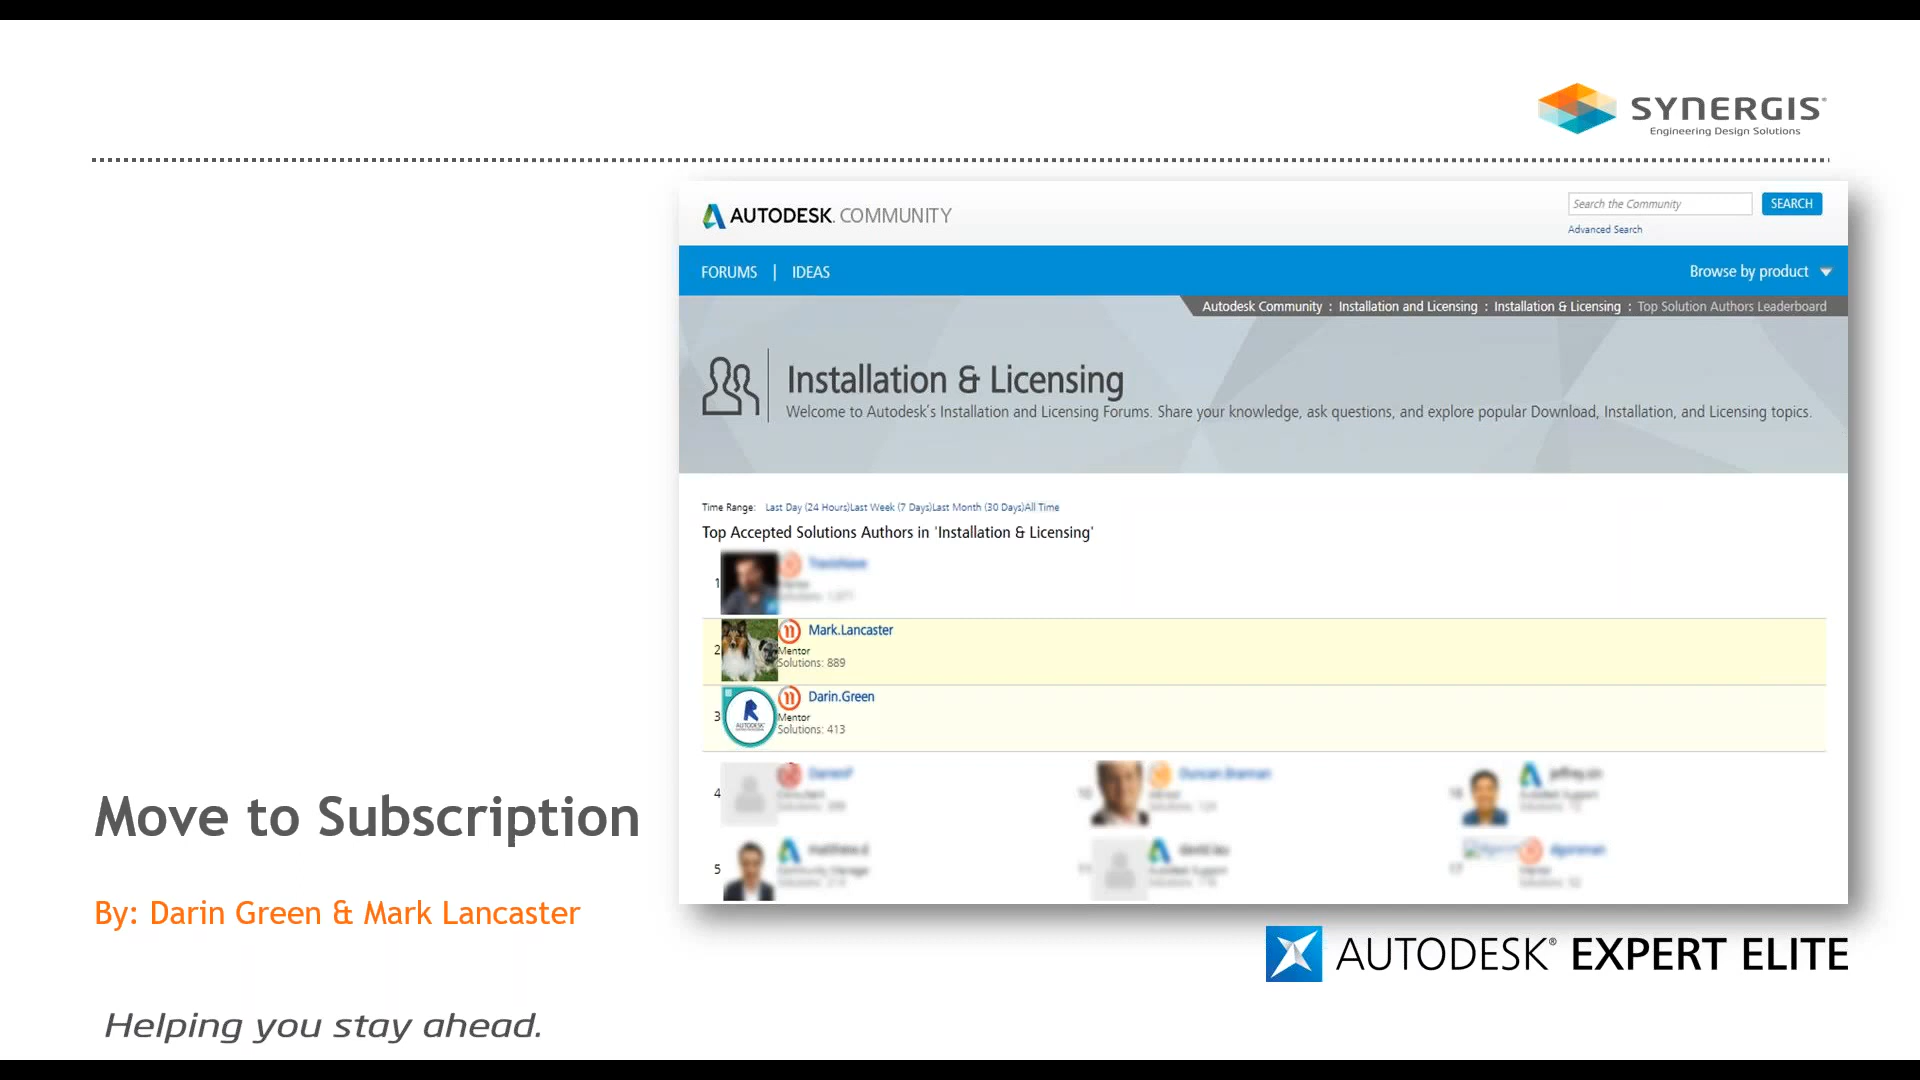 SYNERGIS®
Engineering Design Solutions
AUTODESK. COMMUNITY
Search the Community
SEARCH
Advanced Search
FORUMS | IDEAS
Browse by product
Autodesk Community : Installation and Licensing : Installation & Licensing : Top Solution Authors Leaderboard
Installation & Licensing
Welcome to Autodesk's Installation and Licensing Forums. Share your knowledge, ask questions, and explore popular Download, Installation, and Licensing topics.
Time Range: Last Day (24 Hours)Last Week (7 Days)Last Month (30 Days)All Time
Top Accepted Solutions Authors in 'Installation & Licensing'
1
2
Mark.Lancaster
Mentor
Solutions: 889
3
AUTODESK
Darin.Green
Mentor
Solutions: 413
4
5
Move to Subscription
By: Darin Green & Mark Lancaster
AUTODESK® EXPERT ELITE
Helping you stay ahead.